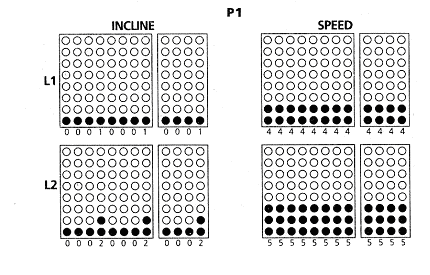 P1
INCLINE SPEED
L1
0 0 0 1 0 0 0 1 0 0 0 1 4 4 4 4 4 4 4 4 4 4 4 4
L2
0 0 0 2 0 0 0 2 0 0 0 2 5 5 5 5 5 5 5 5 5 5 5 5